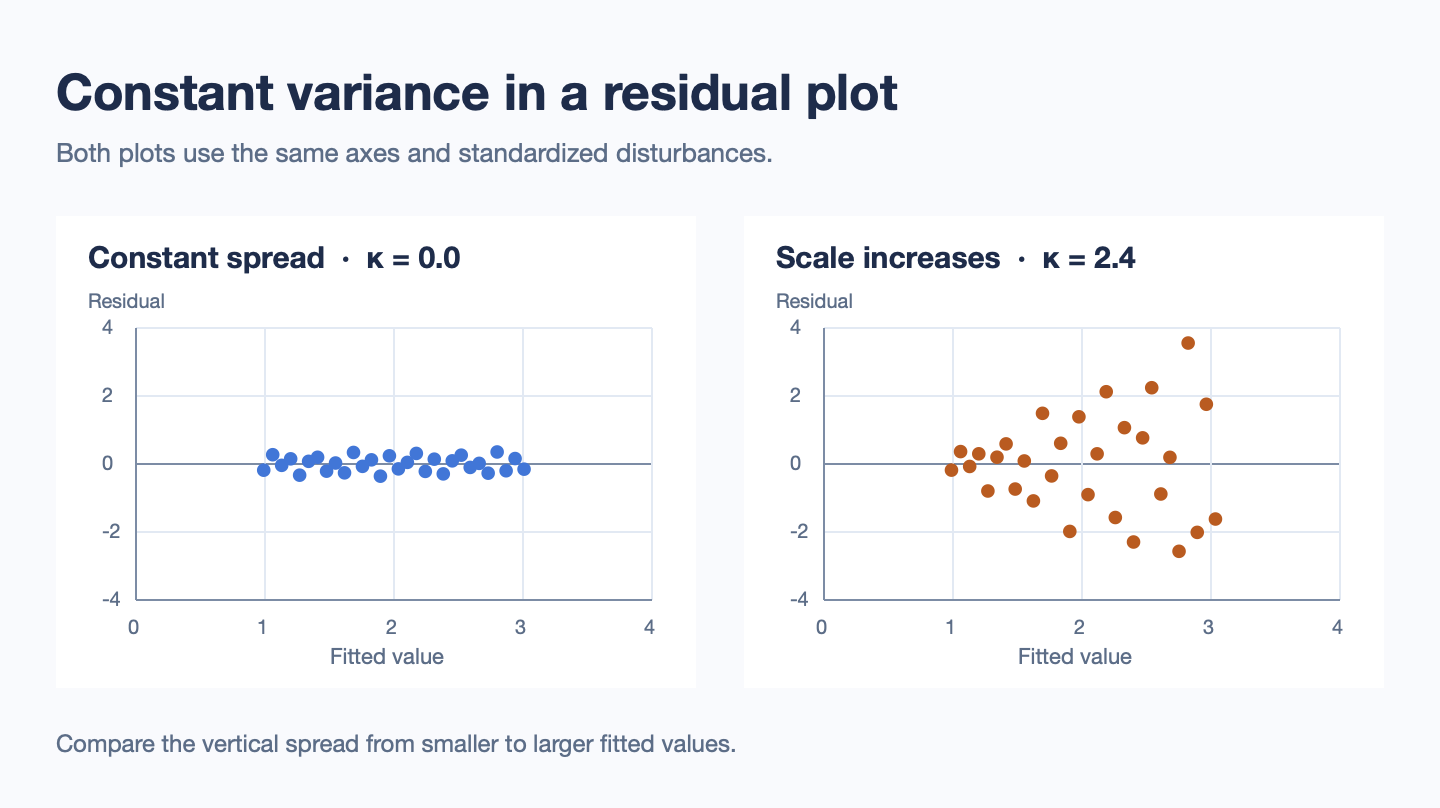 Constant variance in a residual plot
Both plots use the same axes and standardized disturbances.
Constant spread · κ = 0.0
Residual
4
2
0
-2
-4
0 1 2 3 4
Fitted value
Scale increases · κ = 2.4
Residual
4
2
0
-2
-4
0 1 2 3 4
Fitted value
Compare the vertical spread from smaller to larger fitted values.